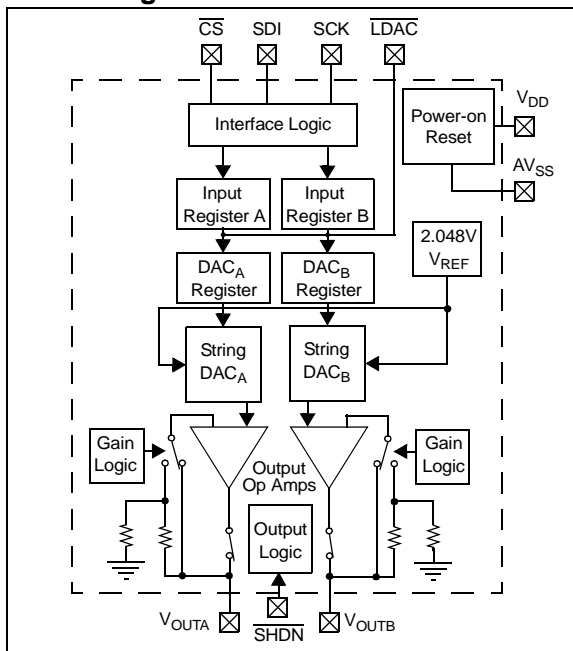 CS SDI SCK LDAC
Interface Logic
Power-on
Reset
VDD
AVSS
Input
Register A
Input
Register B
2.048V
VREF
DACA
Register
DACB
Register
String
DACA
String
DACB
Gain
Logic
Output
Op Amps
Gain
Logic
Output
Logic
VOUTA
SHDN
VOUTB